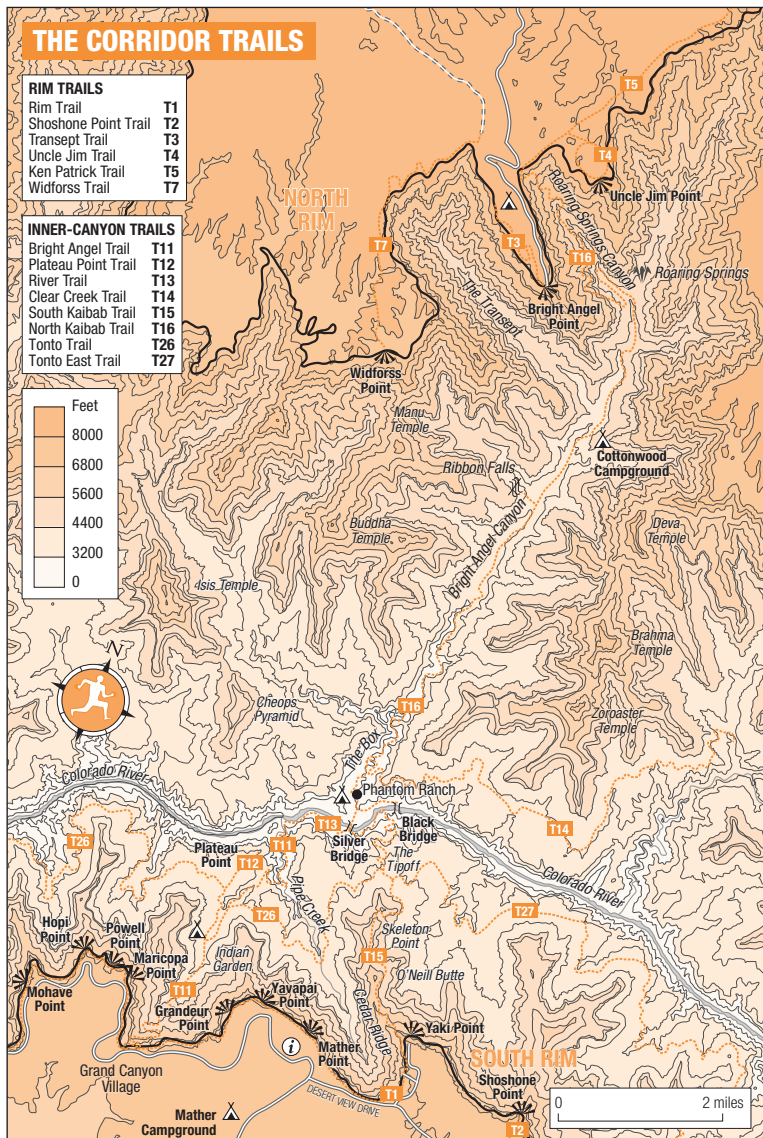 THE CORRIDOR TRAILS
RIM TRAILS
Rim Trail T1
Shoshone Point Trail T2
Transept Trail T3
Uncle Jim Trail T4
Ken Patrick Trail T5
Widforss Trail T7
INNER-CANYON TRAILS
Bright Angel Trail T11
Plateau Point Trail T12
River Trail T13
Clear Creek Trail T14
South Kaibab Trail T15
North Kaibab Trail T16
Tonto Trail T26
Tonto East Trail T27
Feet
8000
6800
5600
4400
3200
0
N
T5
T4
Uncle Jim Point
NORTH
RIM
T7
T3
Roaring Springs Canyon
T16
Roaring Springs
The Transept
Bright Angel
Point
Widforss
Point
Manu
Temple
Ribbon Falls
Cottonwood
Campground
Buddha
Temple
Deva
Temple
Bright Angel Canyon
Isis Temple
Brahma
Temple
Cheops
Pyramid
T16
Zoroaster
Temple
The Box
Colorado River
Phantom Ranch
T13
Black
Bridge
T14
Silver
Bridge
T26
Plateau
Point
T11
T12
The
Tipoff
Colorado River
Pipe Creek
T26
T27
Hopi
Point
Powell
Point
Maricopa
Point
Indian
Garden
Skeleton
Point
T15
O'Neill Butte
Mohave
Point
T11
Grandeur
Point
Yavapai
Point
Cedar Ridge
Mather
Point
Yaki Point
i
SOUTH RIM
Grand Canyon
Village
Shoshone
Point
DESERT VIEW DRIVE
T1
Mather
Campground
T2
0 2 miles